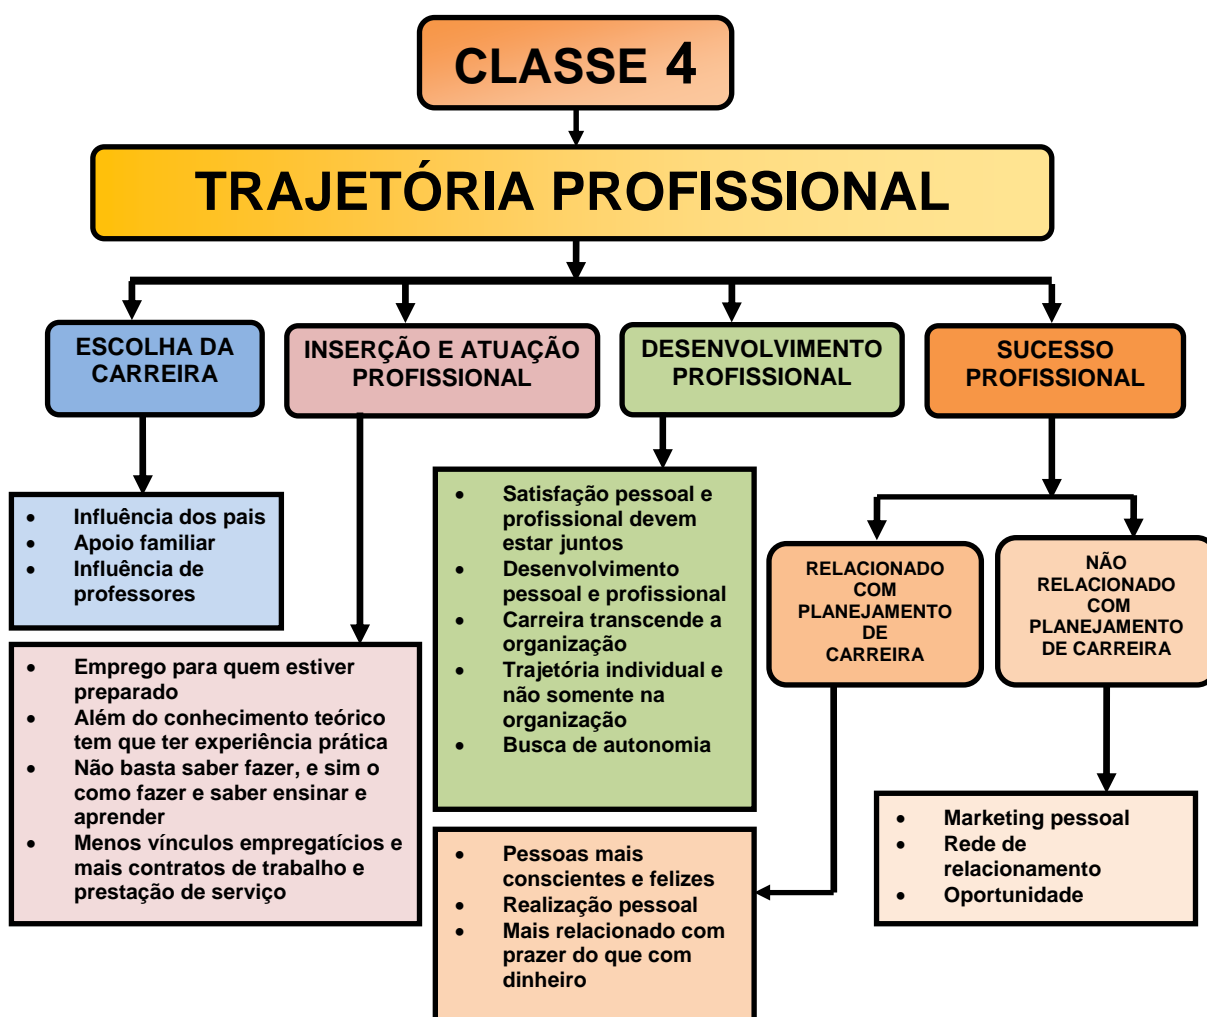 CLASSE 4
TRAJETÓRIA PROFISSIONAL
ESCOLHA DA
CARREIRA
INSERÇÃO E ATUAÇÃO
PROFISSIONAL
DESENVOLVIMENTO
PROFISSIONAL
SUCESSO
PROFISSIONAL
• Influência dos pais
• Apoio familiar
• Influência de
professores
• Emprego para quem estiver
preparado
• Além do conhecimento teórico
tem que ter experiência prática
• Não basta saber fazer, e sim o
como fazer e saber ensinar e
aprender
• Menos vínculos empregatícios e
mais contratos de trabalho e
prestação de serviço
• Satisfação pessoal e
profissional devem
estar juntos
• Desenvolvimento
pessoal e profissional
• Carreira transcende a
organização
• Trajetória individual e
não somente na
organização
• Busca de autonomia
RELACIONADO
COM
PLANEJAMENTO
DE
CARREIRA
NÃO
RELACIONADO
COM
PLANEJAMENTO
DE CARREIRA
• Pessoas mais
conscientes e felizes
• Realização pessoal
• Mais relacionado com
prazer do que com
dinheiro
• Marketing pessoal
• Rede de
relacionamento
• Oportunidade